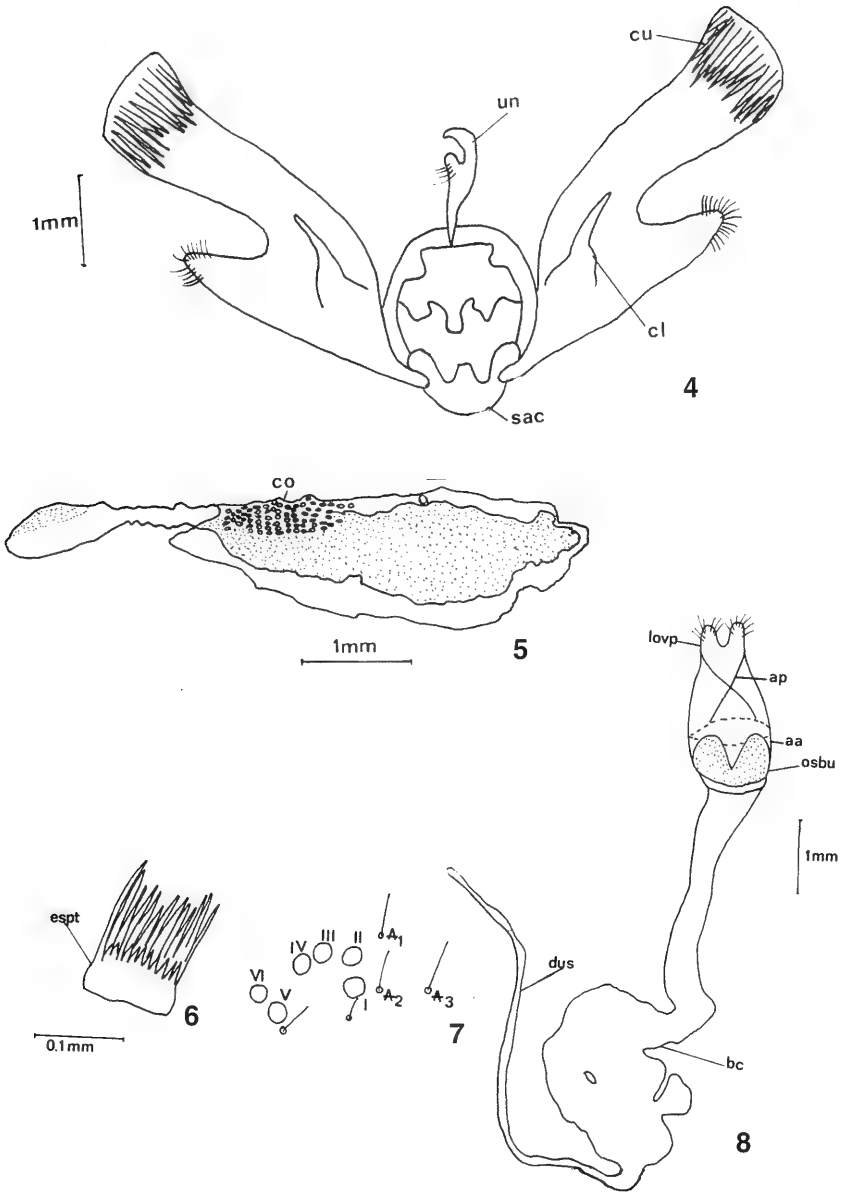 cu
un
1mm
cl
4
sac
co
5
1mm
lovp
ap
aa
osbu
1mm
espt
6
0.1mm
III
II
A1
IV
VI
V
I
A2
A3
7
dus
bc
8